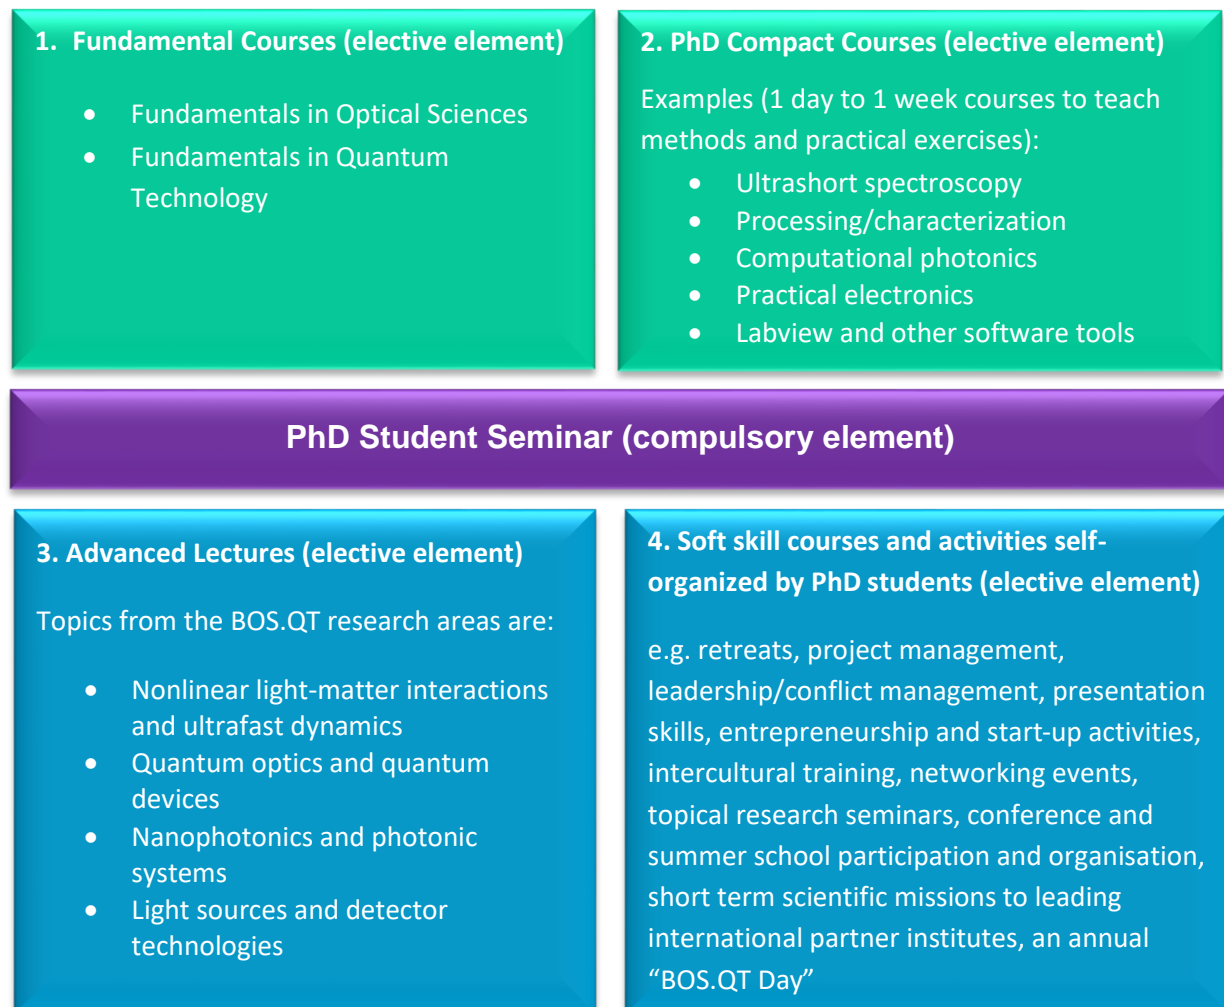 1. Fundamental Courses (elective element)
• Fundamentals in Optical Sciences
• Fundamentals in Quantum
Technology
2. PhD Compact Courses (elective element)
Examples (1 day to 1 week courses to teach
methods and practical exercises):
• Ultrashort spectroscopy
• Processing/characterization
• Computational photonics
• Practical electronics
• Labview and other software tools
PhD Student Seminar (compulsory element)
3. Advanced Lectures (elective element)
Topics from the BOS.QT research areas are:
• Nonlinear light-matter interactions
and ultrafast dynamics
• Quantum optics and quantum
devices
• Nanophotonics and photonic
systems
• Light sources and detector
technologies
4. Soft skill courses and activities self-
organized by PhD students (elective element)
e.g. retreats, project management,
leadership/conflict management, presentation
skills, entrepreneurship and start-up activities,
intercultural training, networking events,
topical research seminars, conference and
summer school participation and organisation,
short term scientific missions to leading
international partner institutes, an annual
“BOS.QT Day”